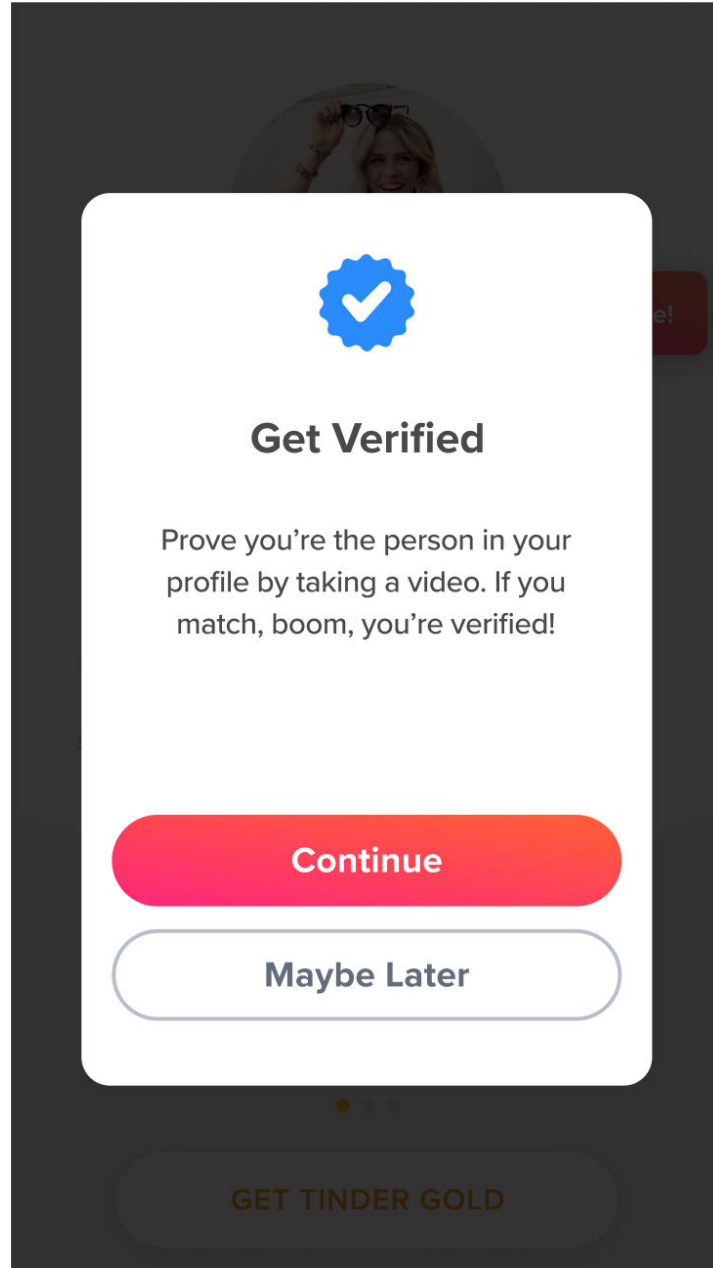 e!
Get Verified
Prove you’re the person in your
profile by taking a video. If you
match, boom, you’re verified!
Continue
Maybe Later
GET TINDER GOLD